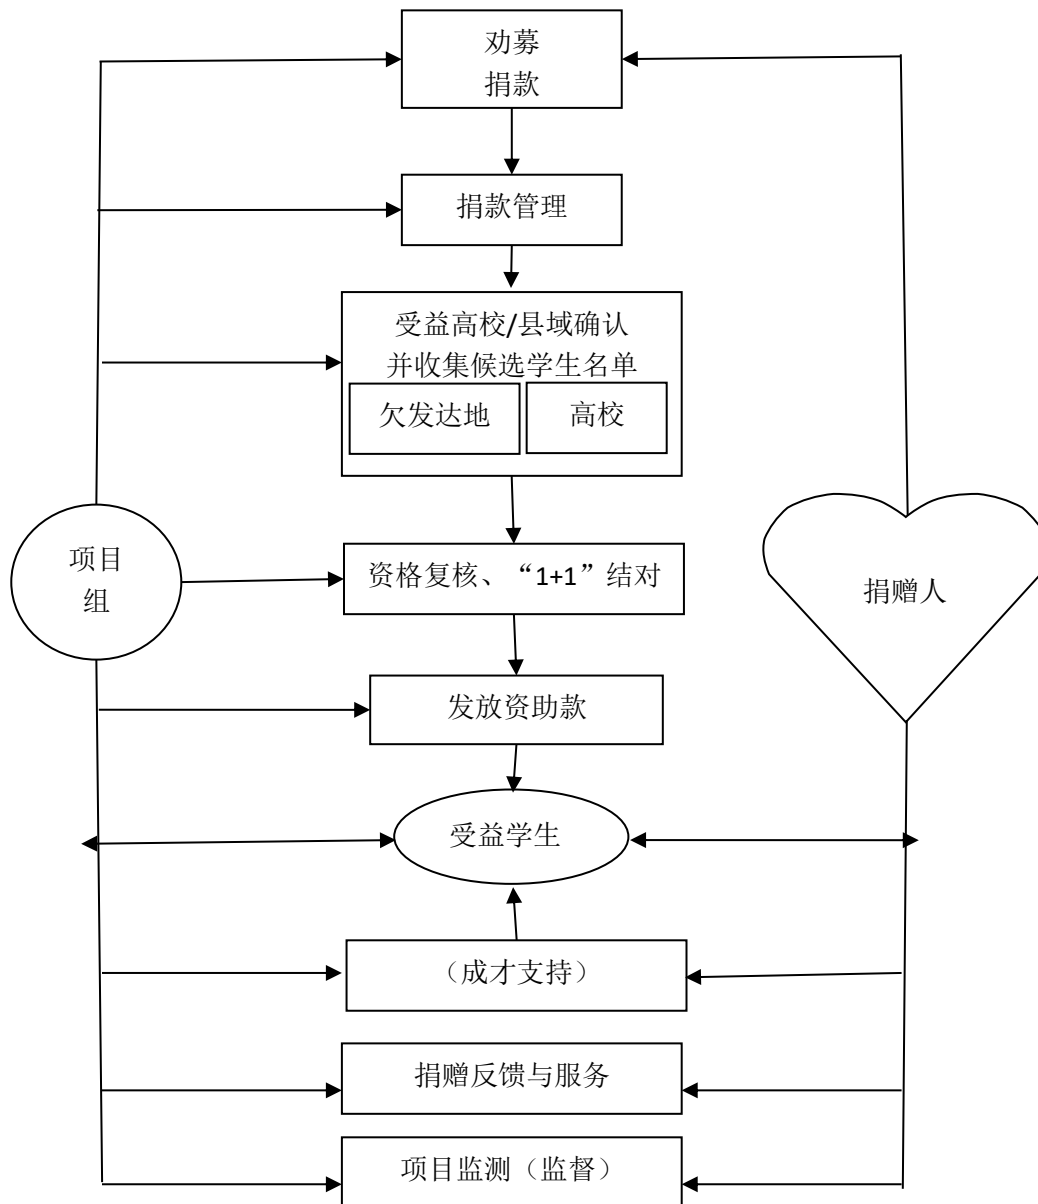 劝募
捐款
捐款管理
受益高校/县域确认
并收集候选学生名单
欠发达地
高校
项目
组
资格复核、“1+1”结对
捐赠人
发放资助款
受益学生
（成才支持）
捐赠反馈与服务
项目监测（监督）